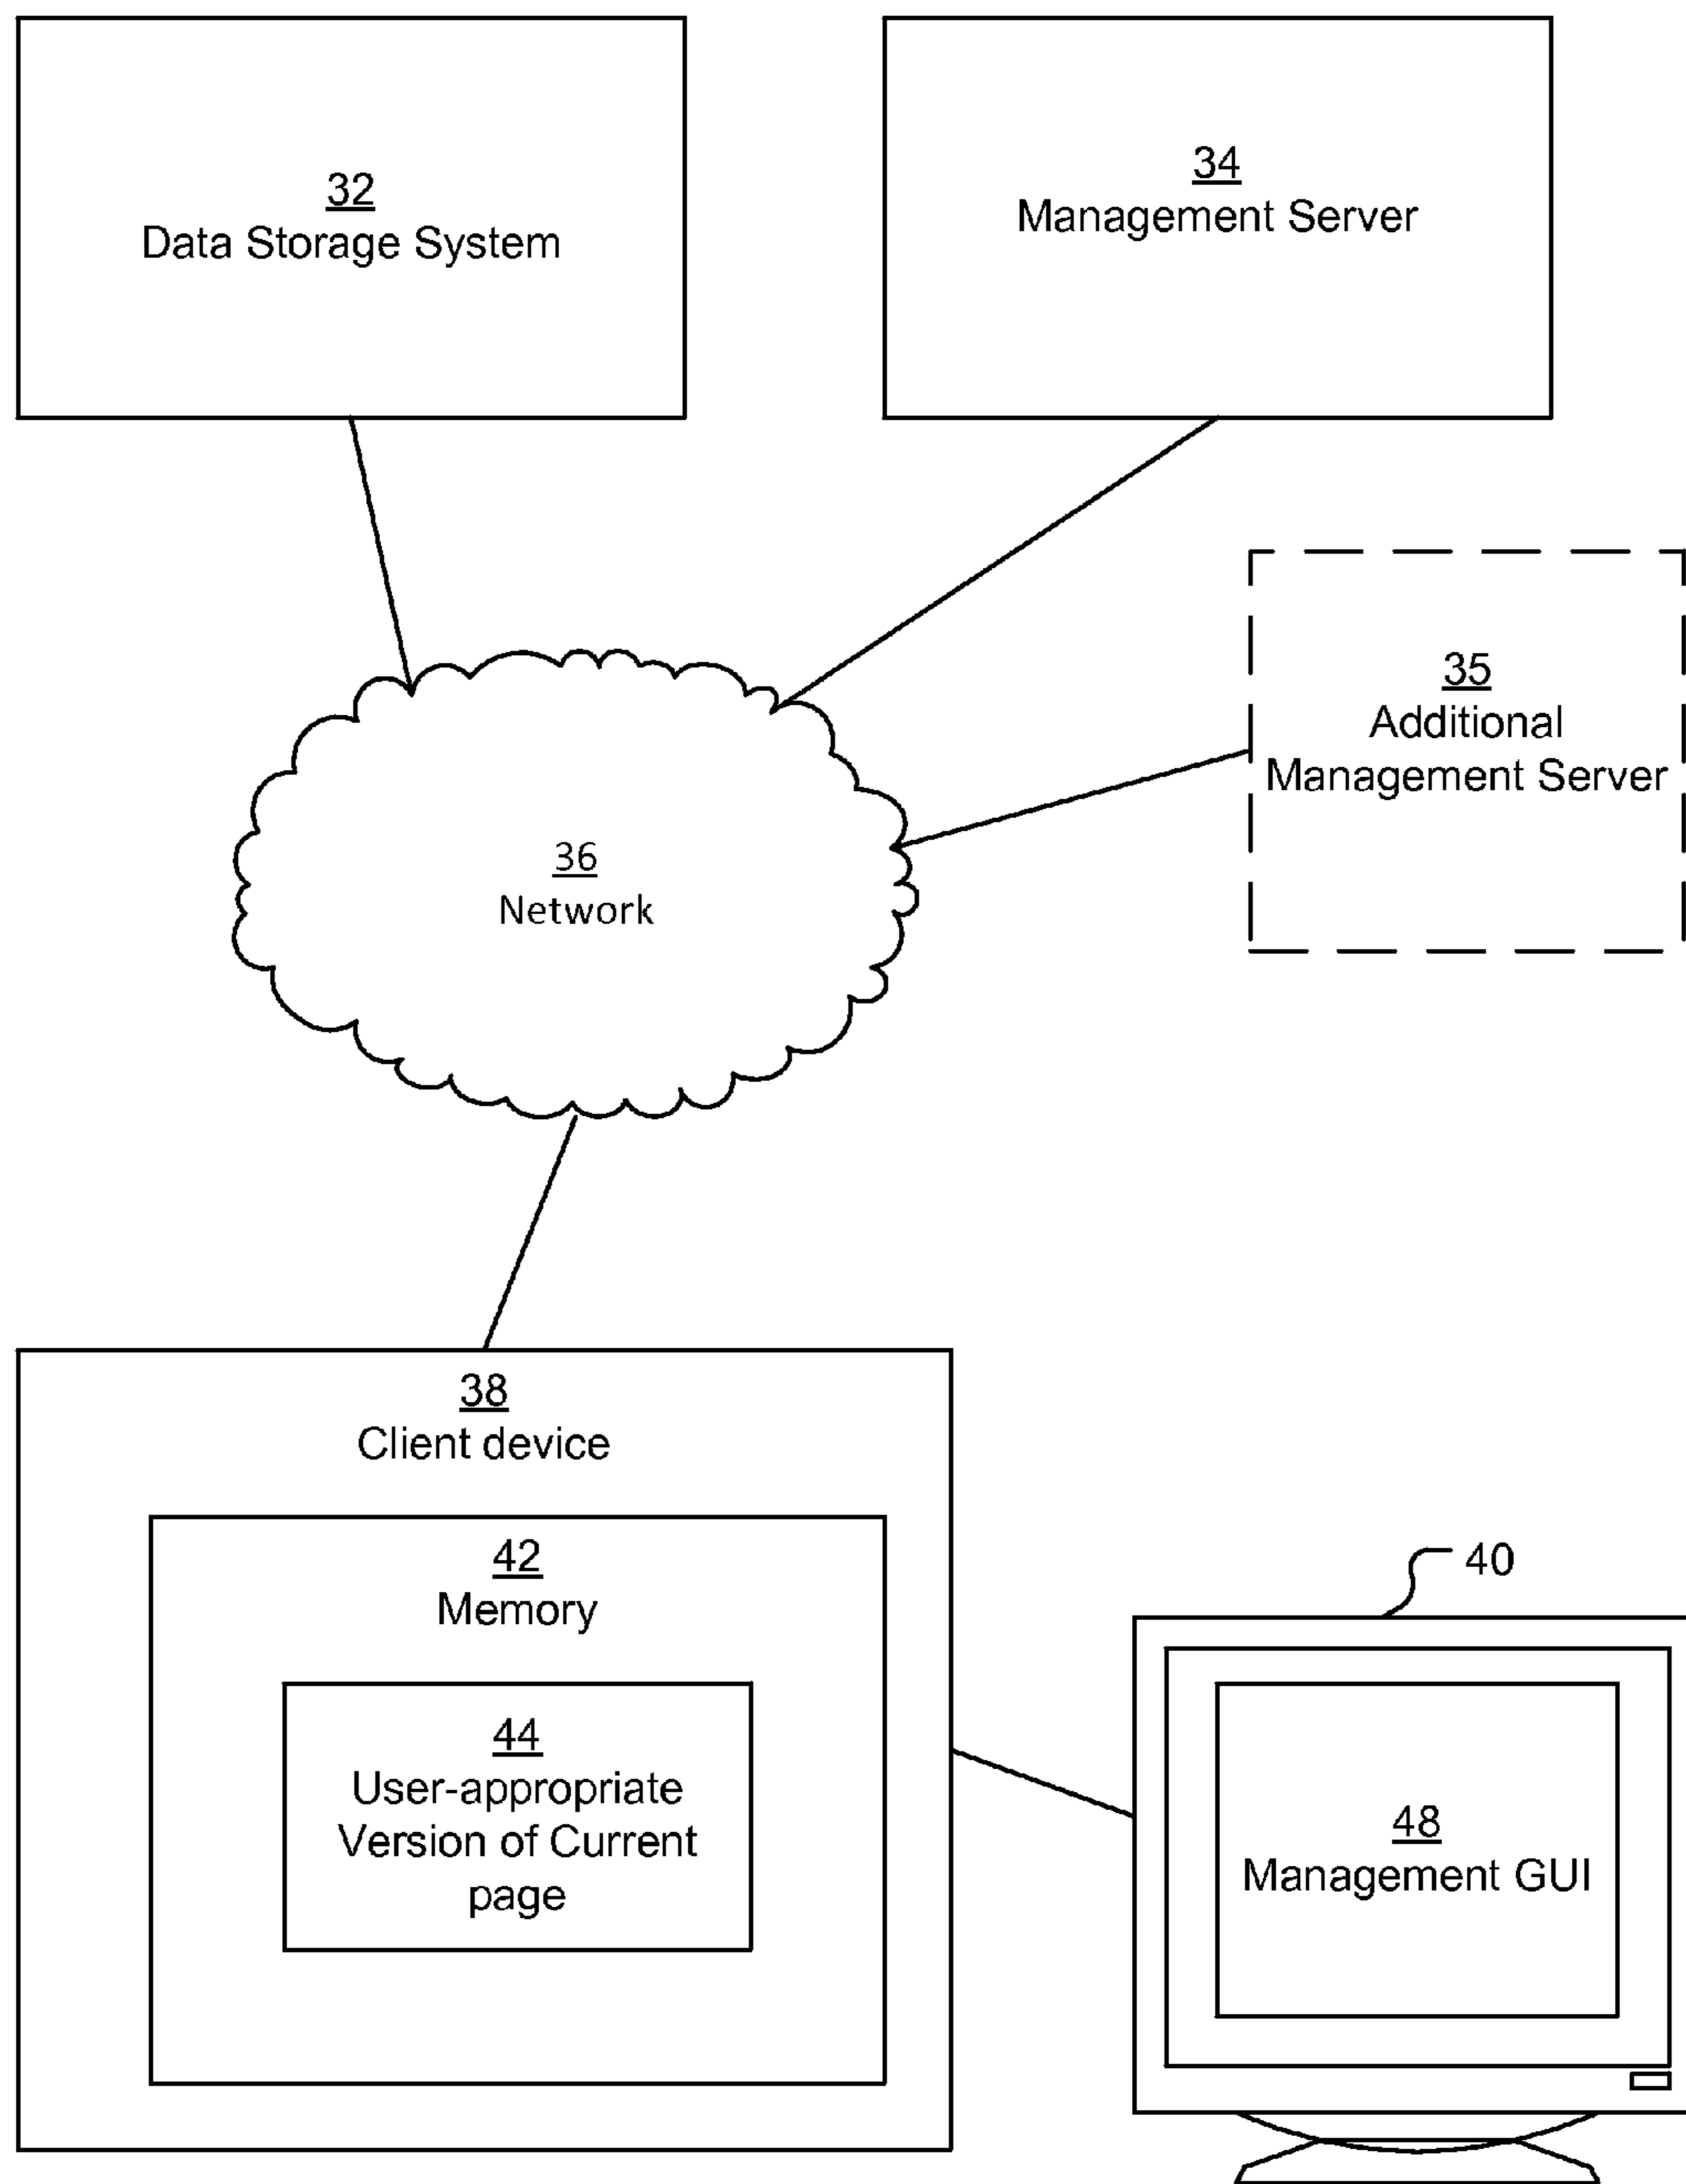 32
Data Storage System
34
Management Server
35
Additional
Management Server
36
Network
38
Client device
42
Memory
44
User-appropriate
Version of Current
page
40
48
Management GUI